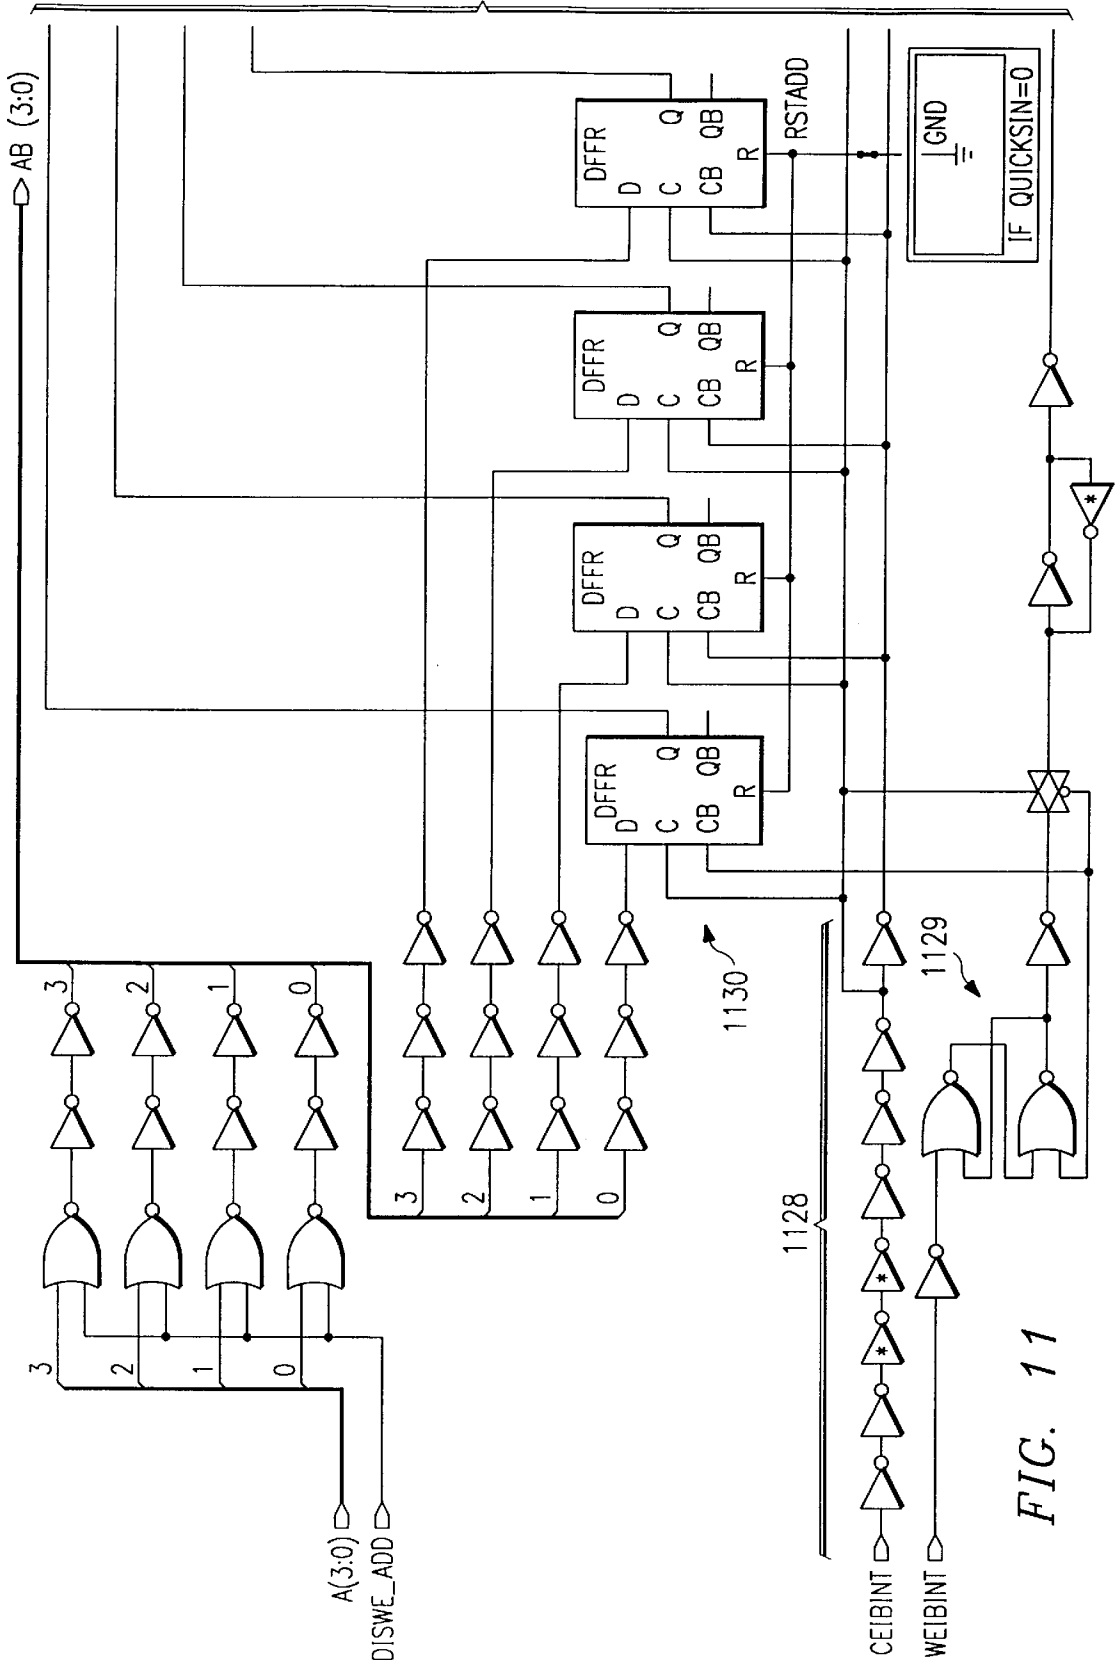 AB (3:0)
3
2
1
0
A(3:0)
DISWE_ADD
3
2
1
0
3
2
1
0
DFFR
D
C
CB
Q
QB
R
DFFR
D
C
CB
Q
QB
R
DFFR
D
C
CB
Q
QB
R
DFFR
D
C
CB
Q
QB
R
RSTADD
1130
1128
GND
IF QUICKSIN=0
CEIBINT
*
*
WEIBINT
1129
*
FIG. 11